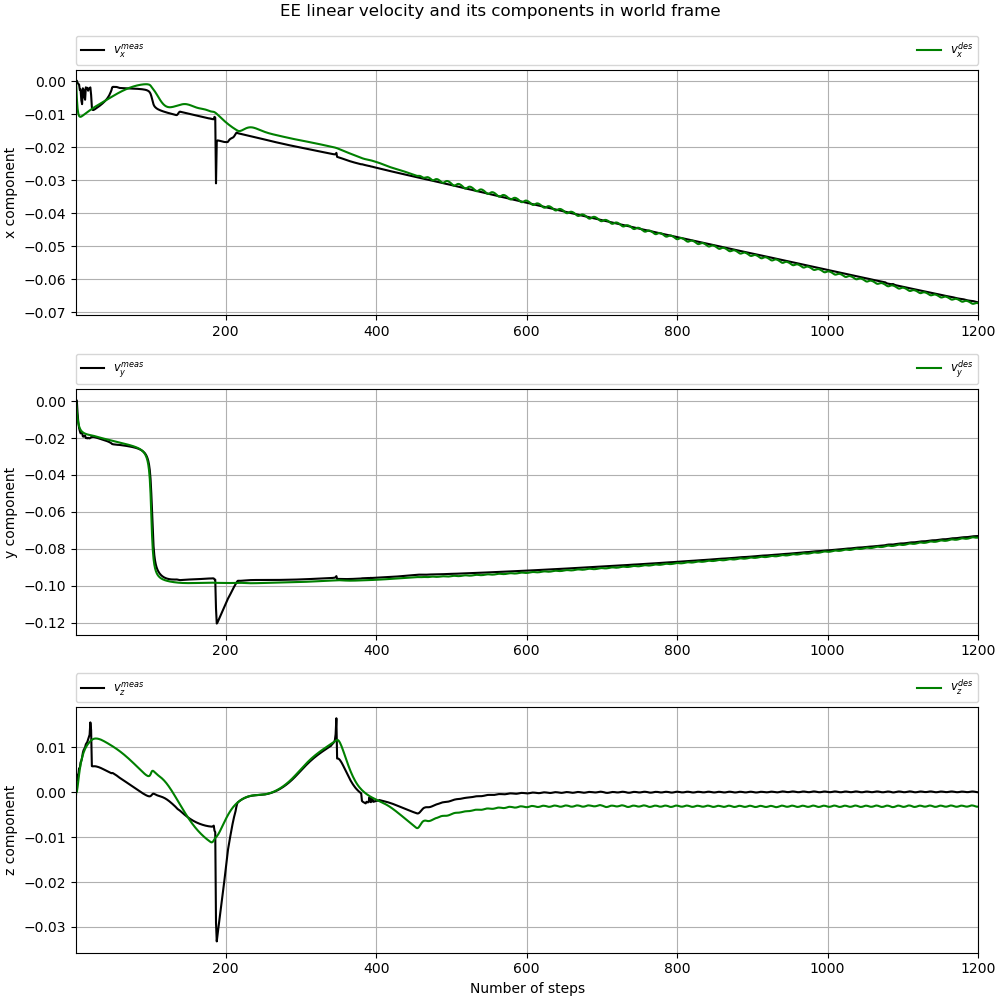 EE linear velocity and its components in world frame
v_x^meas v_x^des
0.00
−0.01
−0.02
−0.03
−0.04
−0.05
−0.06
−0.07
x component
200 400 600 800 1000 1200
v_y^meas v_y^des
0.00
−0.02
−0.04
−0.06
−0.08
−0.10
−0.12
y component
200 400 600 800 1000 1200
v_z^meas v_z^des
0.01
0.00
−0.01
−0.02
−0.03
z component
200 400 600 800 1000 1200
Number of steps